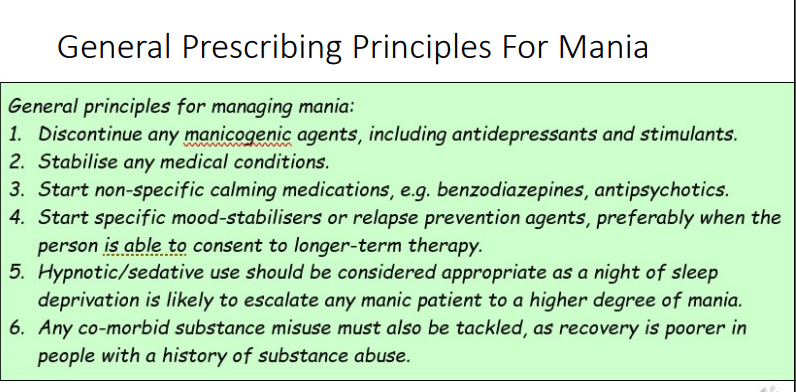 General Prescribing Principles For Mania
General principles for managing mania:
1. Discontinue any manicogenic agents, including antidepressants and stimulants.
2. Stabilise any medical conditions.
3. Start non-specific calming medications, e.g. benzodiazepines, antipsychotics.
4. Start specific mood-stabilisers or relapse prevention agents, preferably when the
person is able to consent to longer-term therapy.
5. Hypnotic/sedative use should be considered appropriate as a night of sleep
deprivation is likely to escalate any manic patient to a higher degree of mania.
6. Any co-morbid substance misuse must also be tackled, as recovery is poorer in
people with a history of substance abuse.